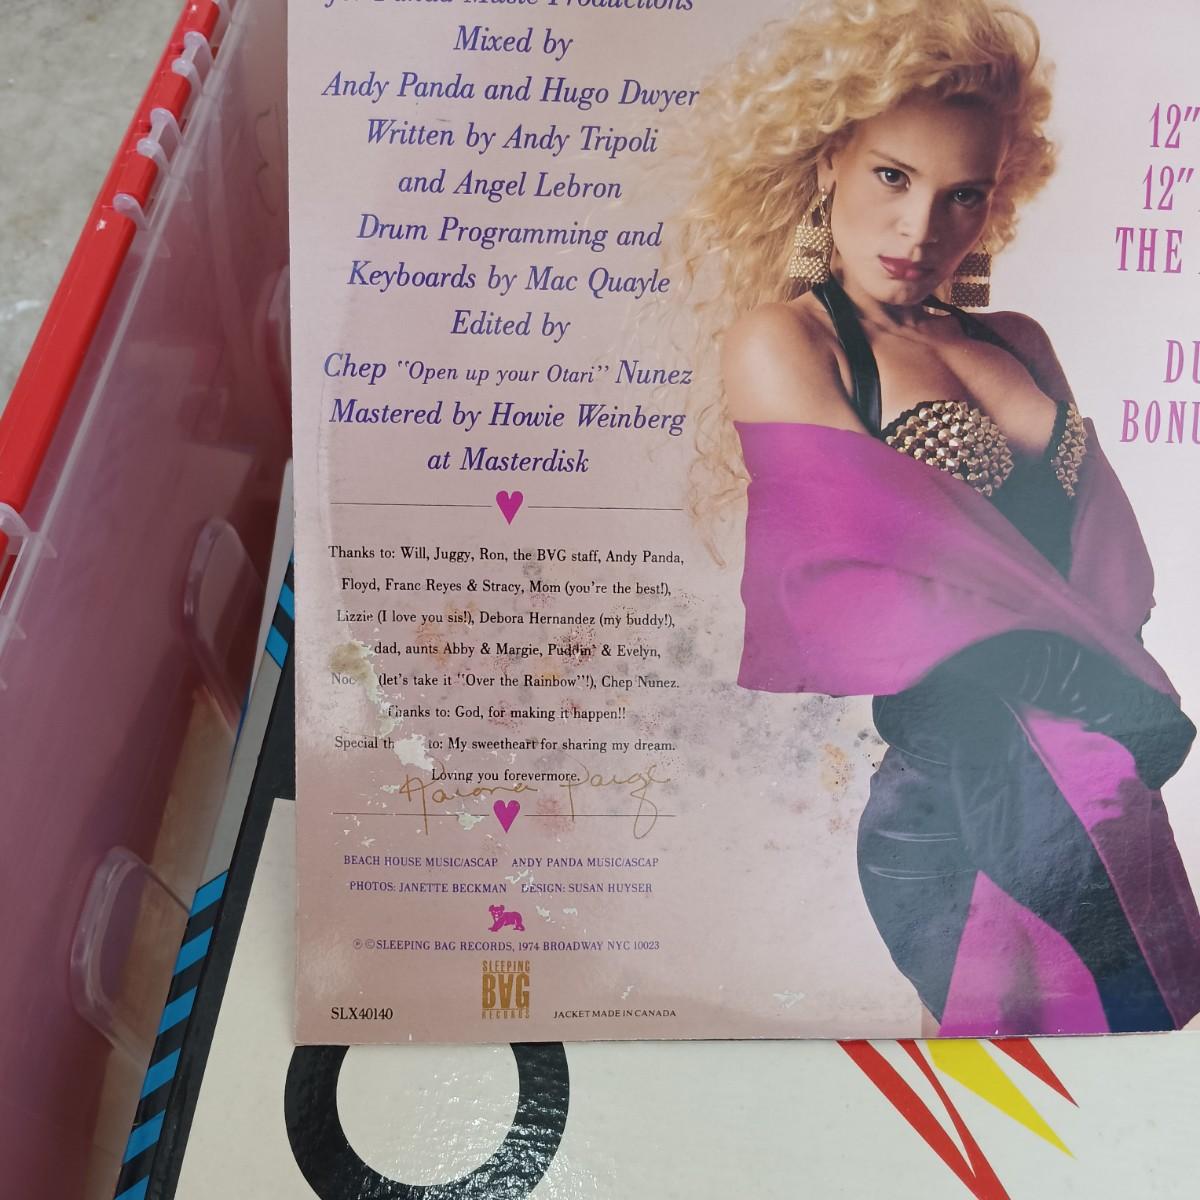 Music Productions
Mixed by
Andy Panda and Hugo Dwyer
Written by Andy Tripoli
and Angel Lebron
Drum Programming and
Keyboards by Mac Quayle
Edited by
Chep "Open up your Otari" Nunez
Mastered by Howie Weinberg
at Masterdisk
Thanks to: Will, Juggy, Ron, the BAG staff, Andy Panda,
Floyd, Franc Reyes & Stracy, Mom (you're the best!),
Lizzie (I love you sis!), Debora Hernandez (my buddy!),
dad, aunts Abby & Margie, Puddin' & Evelyn,
(let's take it "Over the Rainbow"!), Chep Nunez.
Thanks to: God, for making it happen!!
Special th to: My sweetheart for sharing my dream.
Loving you forevermore.
Paige
BEACH HOUSE MUSIC/ASCAP ANDY PANDA MUSIC/ASCAP
PHOTOS: JANETTE BECKMAN DESIGN: SUSAN HUYSER
℗ ©SLEEPING BAG RECORDS, 1974 BROADWAY NYC 10023
SLEEPING
BAG
RECORDS
SLX40140
JACKET MADE IN CANADA
12"
12"
THE
DU
BONU